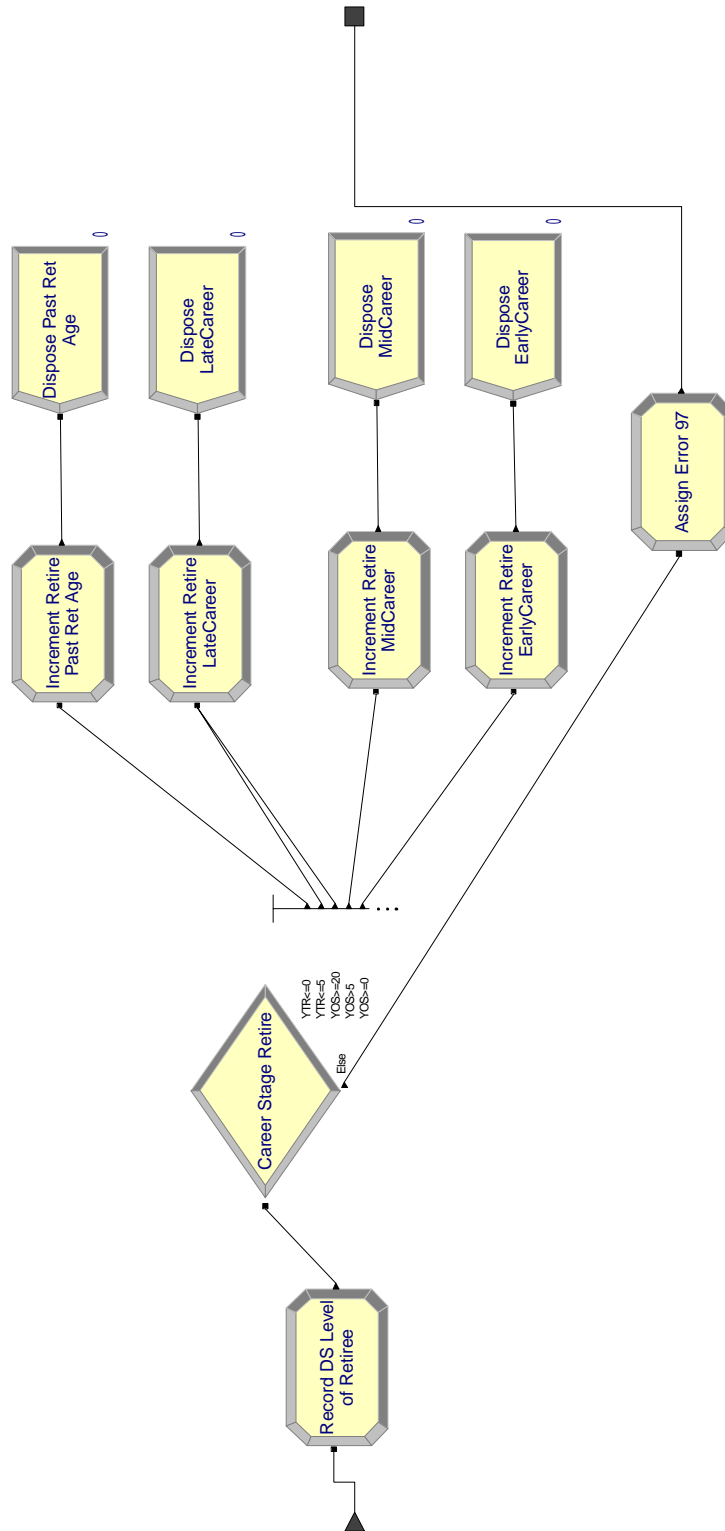 Record DS Level
of Retiree
Career Stage Retire
YTR<=0
YTR<=5
YOS>=20
YOS>5
YOS>=0
Else
Increment Retire
Past Ret Age
Dispose Past Ret
Age
0
Increment Retire
LateCareer
Dispose
LateCareer
0
Increment Retire
MidCareer
Dispose
MidCareer
0
Increment Retire
EarlyCareer
Dispose
EarlyCareer
0
Assign Error 97